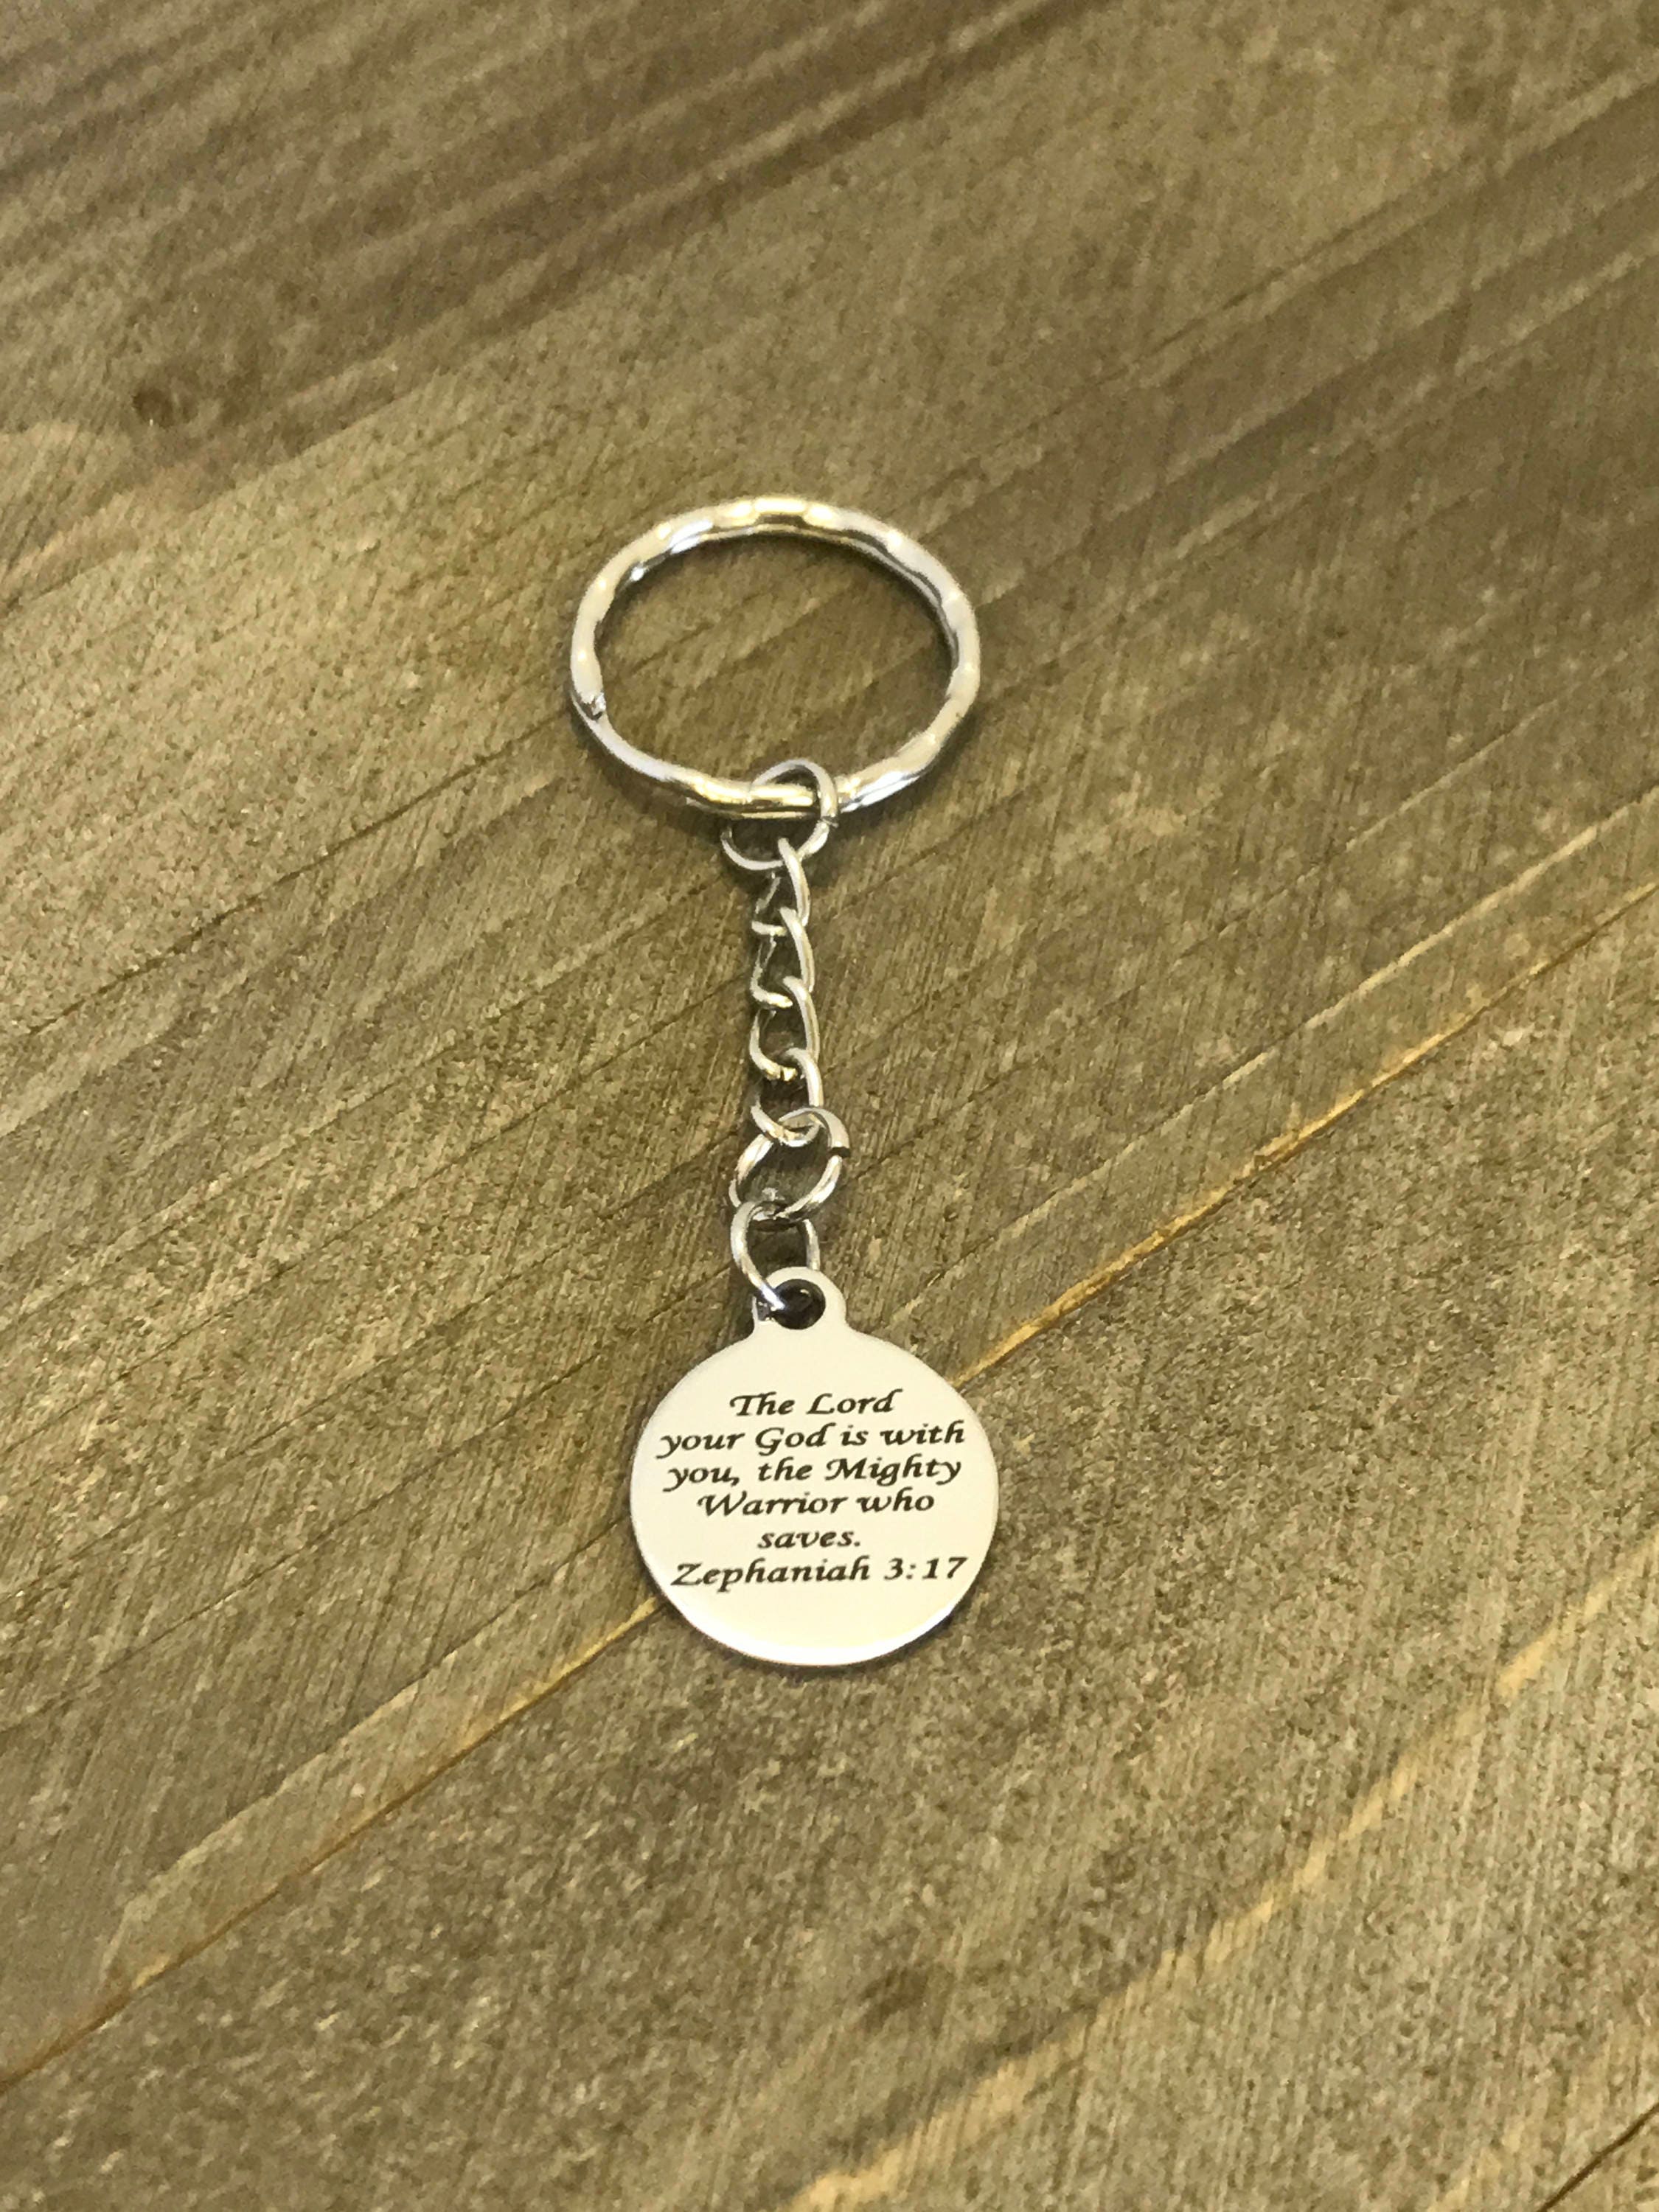 The Lord
your God is with
you, the Mighty
Warrior who
saves.
Zephaniah 3:17